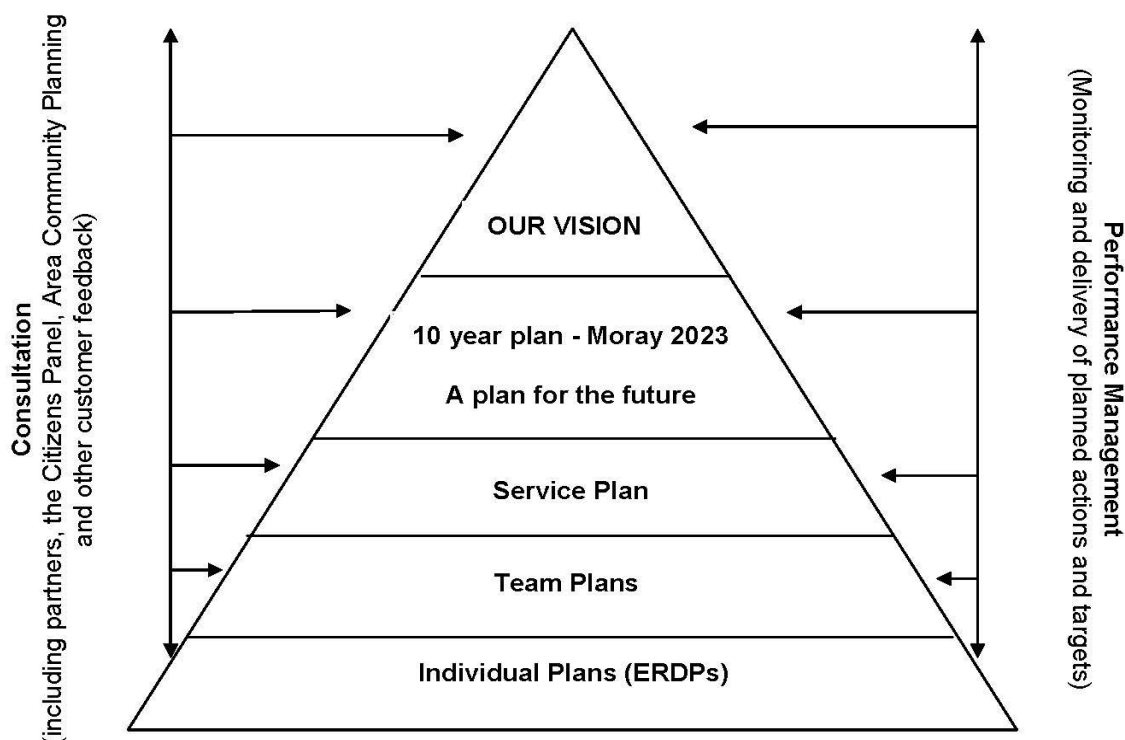 Consultation
(including partners, the Citizens Panel, Area Community Planning
and other customer feedback)
OUR VISION
10 year plan - Moray 2023
A plan for the future
Service Plan
Team Plans
Individual Plans (ERDPs)
Performance Management
(Monitoring and delivery of planned actions and targets)